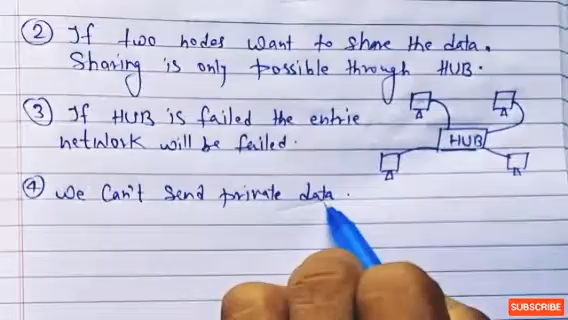 ② If two nodes want to share the data.
Sharing is only possible through HUB.
③ If HUB is failed the entrie
network will be failed.
HUB
④ We can't send private data.
SUBSCRIBE